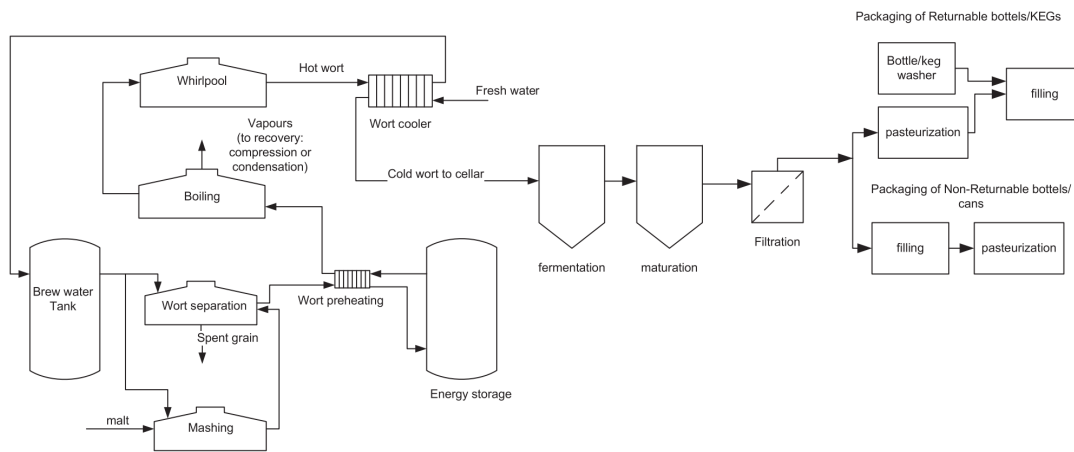 Packaging of Returnable bottels/KEGs
Bottle/keg
washer
filling
pasteurization
Whirlpool
Hot wort
Fresh water
Wort cooler
Vapours
(to recovery:
compression or
condensation)
Cold wort to cellar
Boiling
Packaging of Non-Returnable bottels/
cans
filling
pasteurization
Filtration
fermentation
maturation
Brew water
Tank
Wort separation
Wort preheating
Spent grain
Energy storage
malt
Mashing